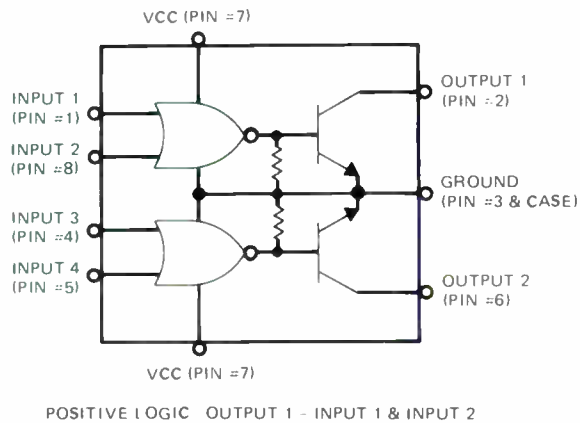 VCC (PIN =7)
INPUT 1
(PIN =1)
INPUT 2
(PIN =8)
INPUT 3
(PIN =4)
INPUT 4
(PIN =5)
OUTPUT 1
(PIN =2)
GROUND
(PIN =3 & CASE)
OUTPUT 2
(PIN =6)
VCC (PIN =7)
POSITIVE LOGIC OUTPUT 1 - INPUT 1 & INPUT 2